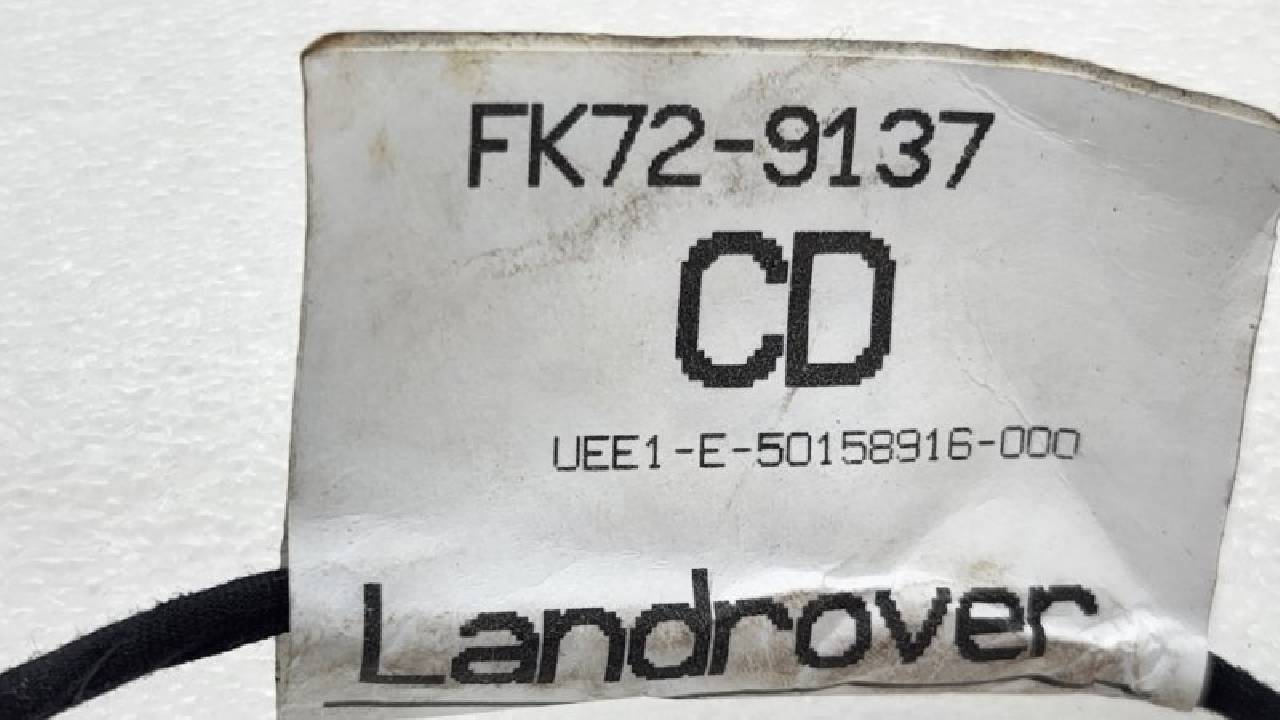 FK72-9137
CD
UEE1-E-50158916-000
Landrover